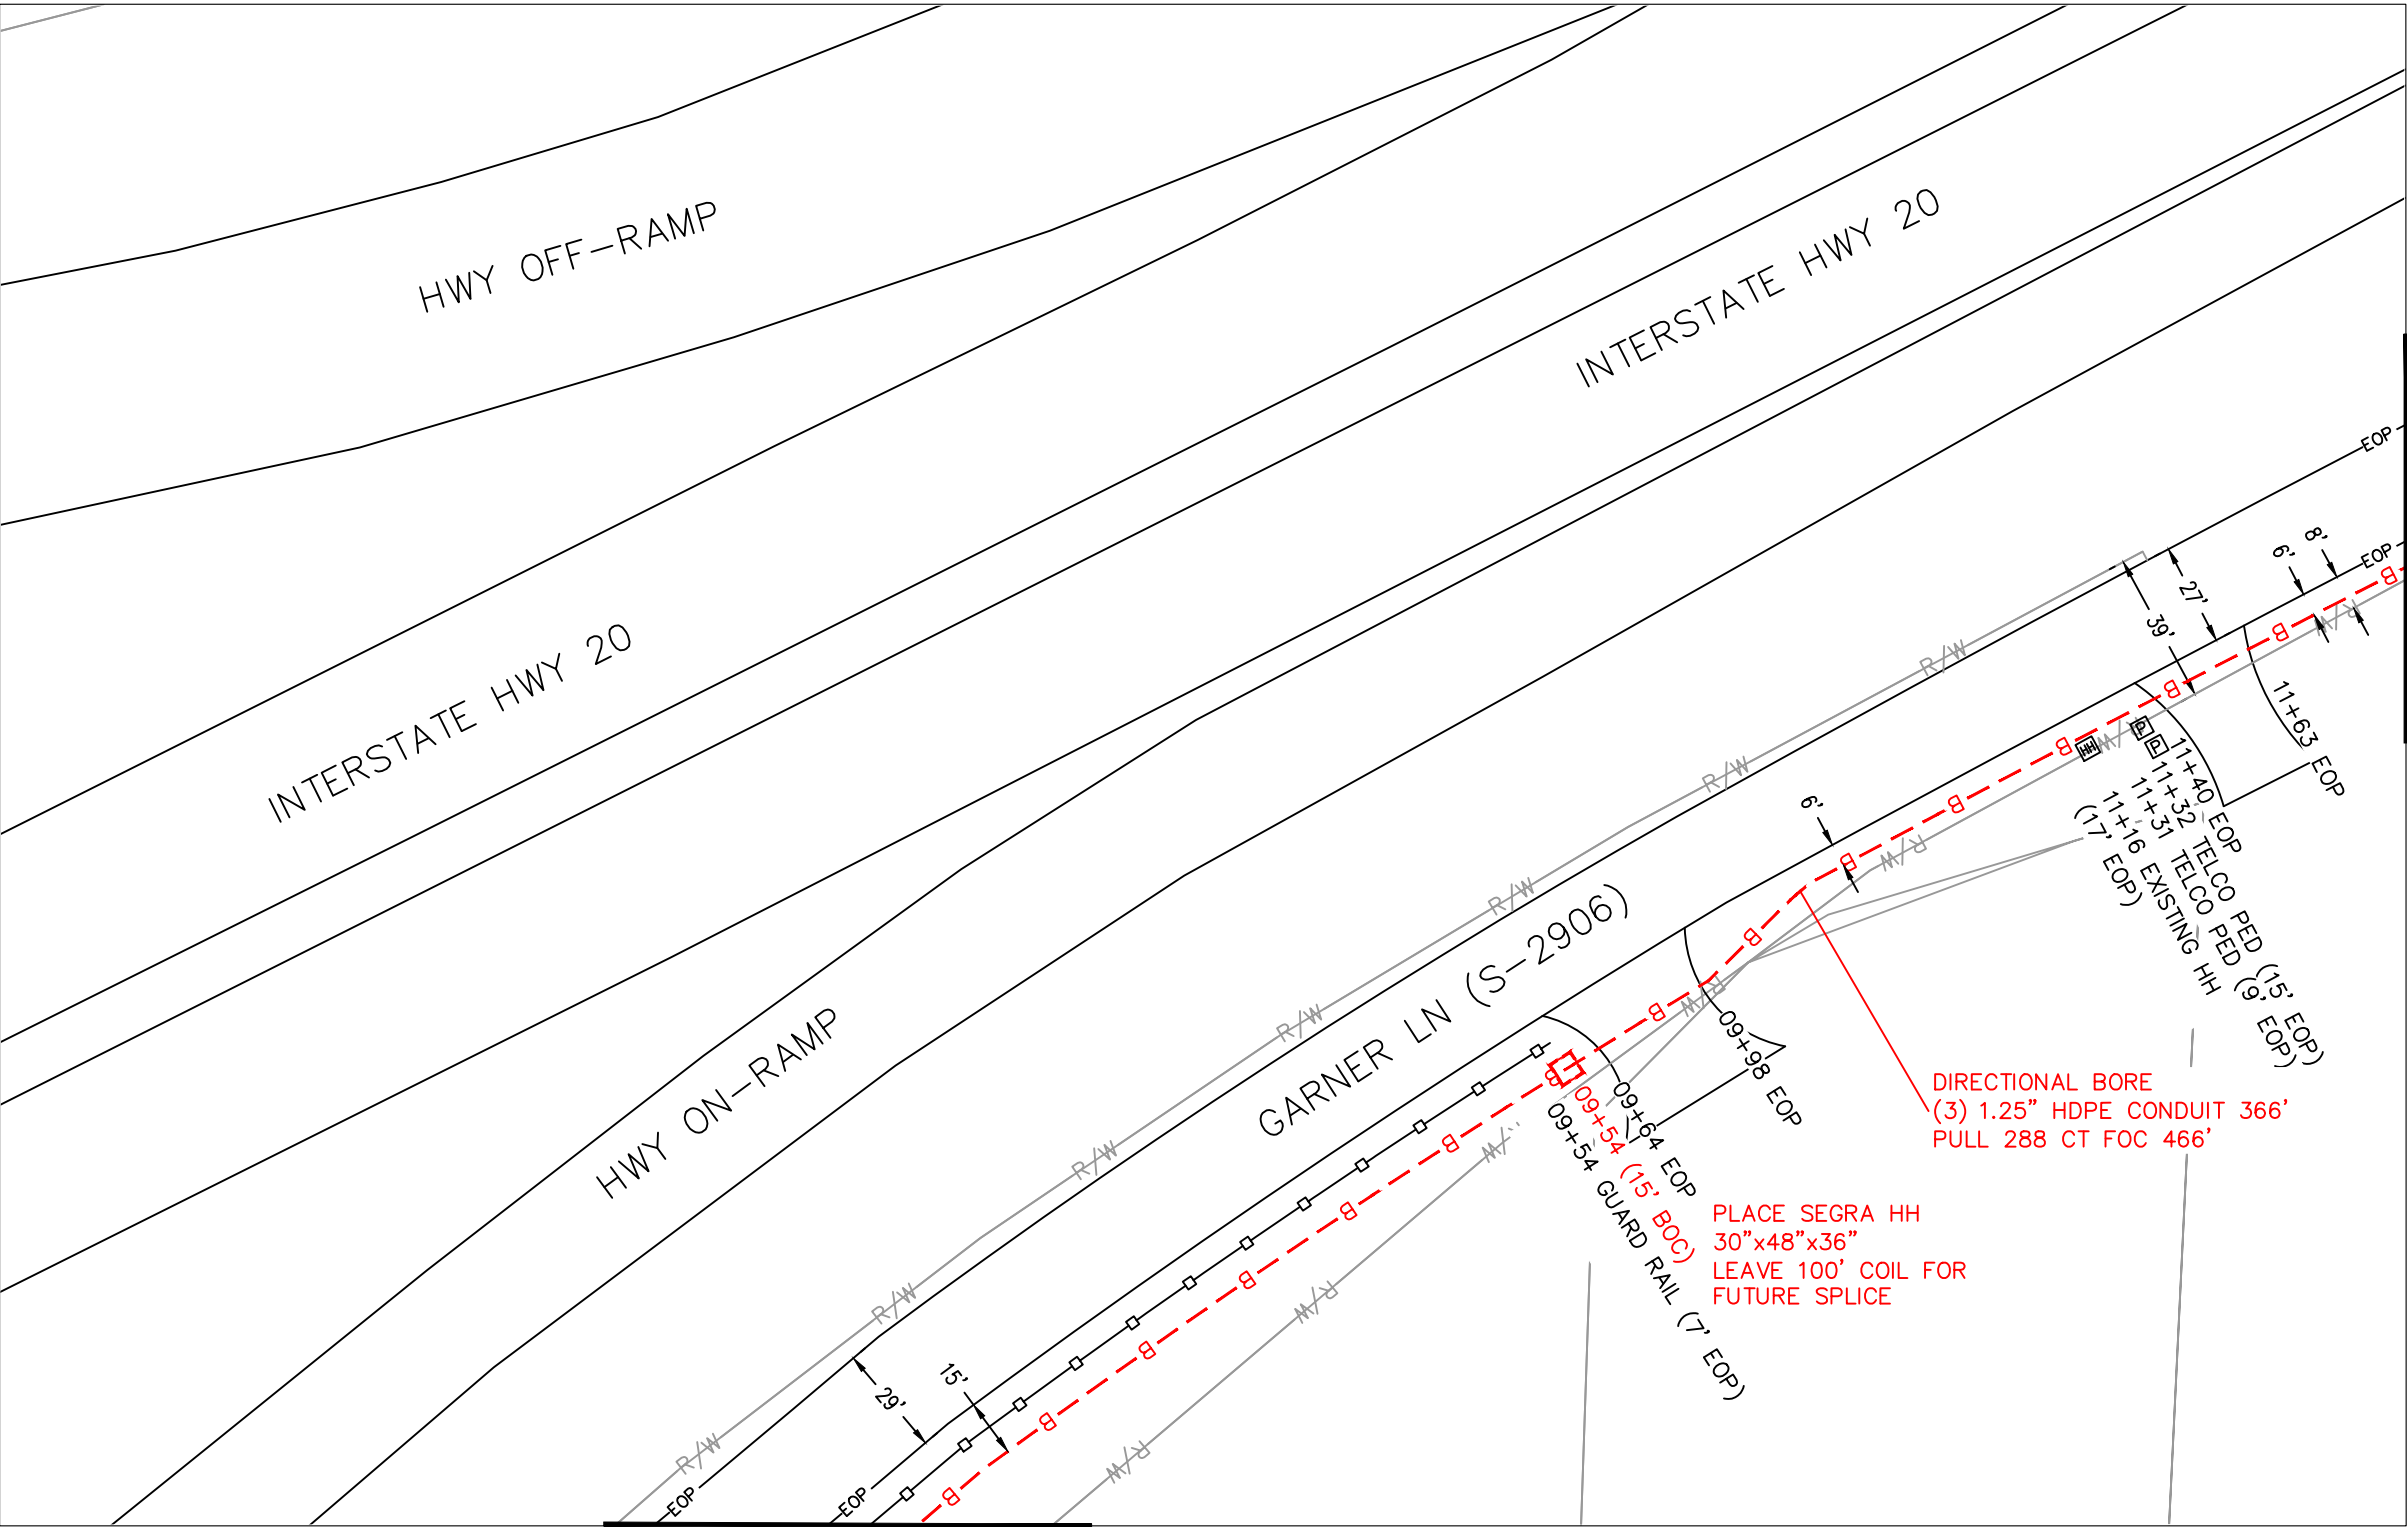 HWY OFF-RAMP
INTERSTATE HWY 20
INTERSTATE HWY 20
HWY ON-RAMP
GARNER LN (S-2906)
EOP
EOP
8'
6'
27'
39'
R/W
B
B
R/W
B
11+63 EOP
R/W
B
P
P
HH
R/W
11+40 EOP
11+32 TELCO PED (15' EOP)
11+31 TELCO PED (9' EOP)
11+16 EXISTING HH
(17' EOP)
R/W
B
6'
B
R/W
B
R/W
B
R/W
B
09+98 EOP
R/W
B
09+64 EOP
09+54 (15' BOC)
09+54 GUARD RAIL (7' EOP)
DIRECTIONAL BORE
(3) 1.25" HDPE CONDUIT 366'
PULL 288 CT FOC 466'
PLACE SEGRA HH
30"x48"x36"
LEAVE 100' COIL FOR
FUTURE SPLICE
R/W
B
R/W
B
B
R/W
R/W
B
15'
29'
B
R/W
R/W
B
EOP
EOP